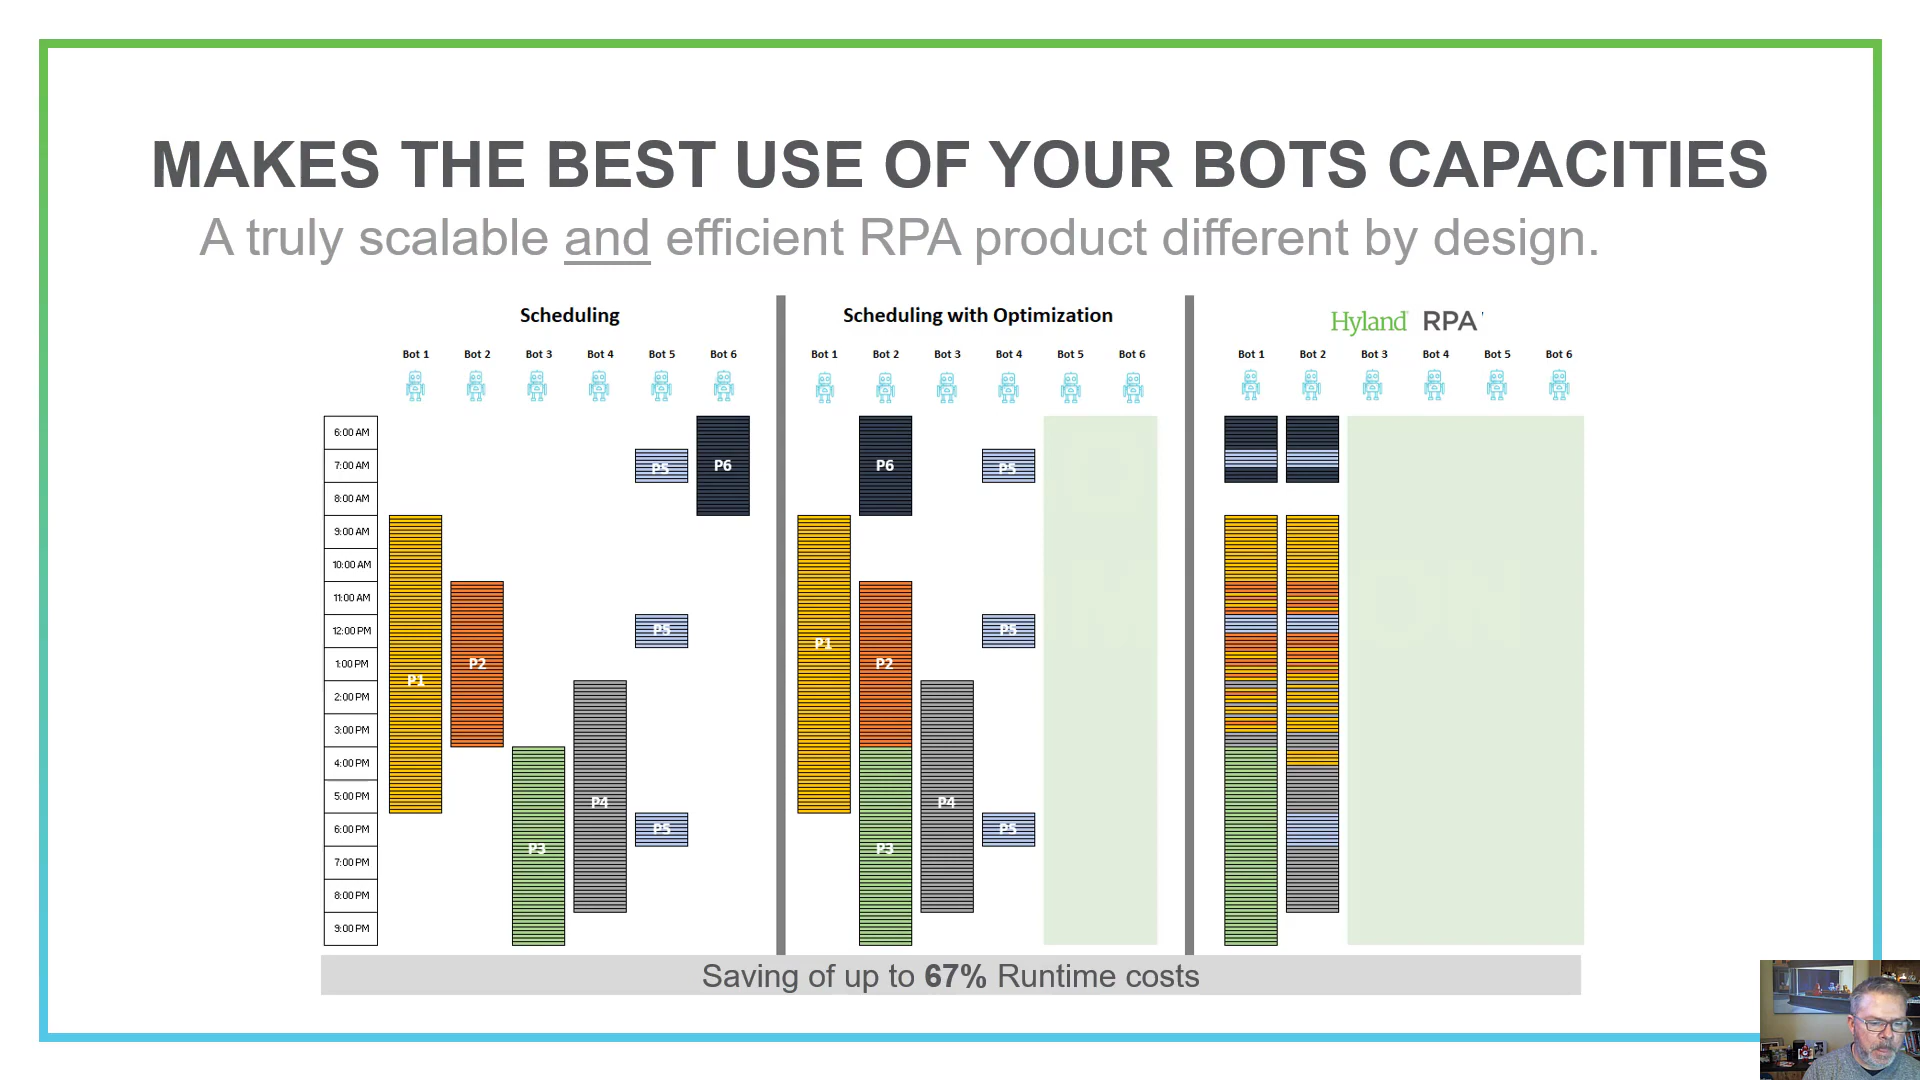 MAKES THE BEST USE OF YOUR BOTS CAPACITIES
A truly scalable and efficient RPA product different by design.
Scheduling
Bot 1 Bot 2 Bot 3 Bot 4 Bot 5 Bot 6
6:00 AM
7:00 AM
8:00 AM
9:00 AM
10:00 AM
11:00 AM
12:00 PM
1:00 PM
2:00 PM
3:00 PM
4:00 PM
5:00 PM
6:00 PM
7:00 PM
8:00 PM
9:00 PM
P5 P6
P5
P2
P1
P4
P5
P3
Scheduling with Optimization
Bot 1 Bot 2 Bot 3 Bot 4 Bot 5 Bot 6
P6 P5
P5
P1
P2
P4
P5
P3
Hyland RPA
Bot 1 Bot 2 Bot 3 Bot 4 Bot 5 Bot 6
Saving of up to 67% Runtime costs